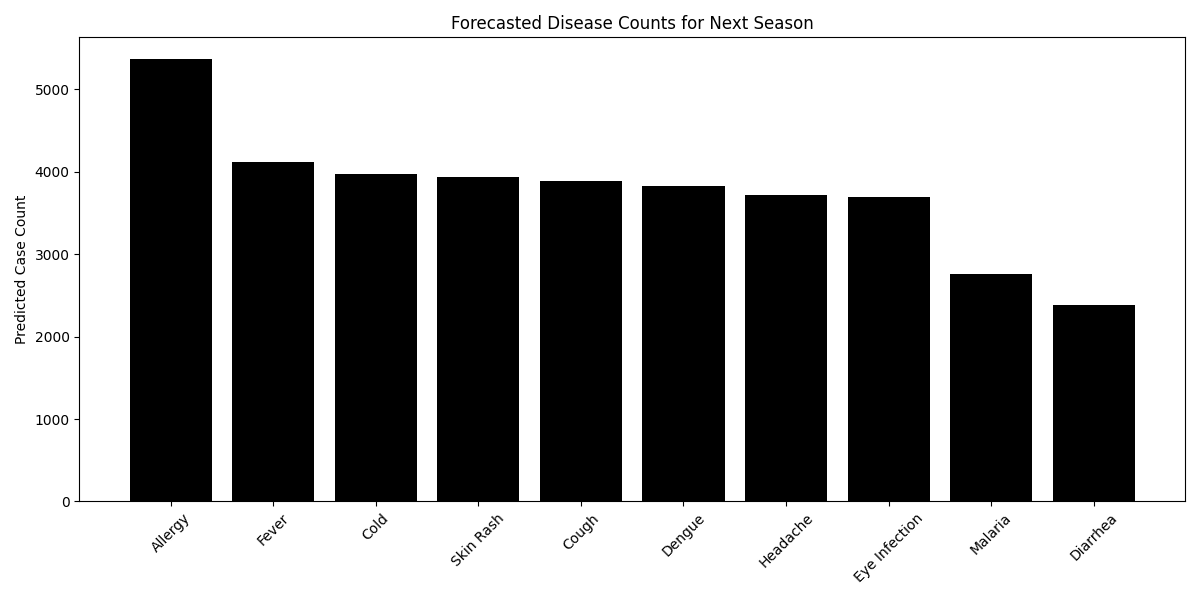 Forecasted Disease Counts for Next Season
Predicted Case Count
5000
4000
3000
2000
1000
0
Allergy
Fever
Cold
Skin Rash
Cough
Dengue
Headache
Eye Infection
Malaria
Diarrhea